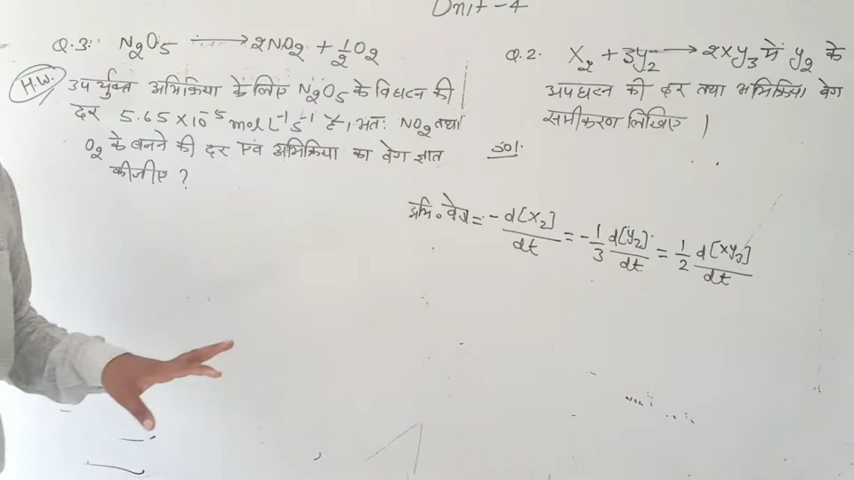 Unit-4
Q.3. N₂O₅ → 2NO₂ + 1/2 O₂
H.W. उपर्युक्त अभिक्रिया के लिए N₂O₅ के विघटन की
दर 5.65×10⁻⁵ mol L⁻¹ s⁻¹ है, अतः NO₂ तथा
O₂ के बनने की दर एवं अभिक्रिया का वेग ज्ञात
कीजीए ?
Q.2. X₂ + 3y₂ → 2xy₃ में y₂ के
अपघटन की दर तथा अभिक्रिया वेग
समीकरण लिखिए |
Sol.
अभि. वेग = - d[X₂]/dt = - 1/3 d[y₂]/dt = 1/2 d[xy₃]/dt